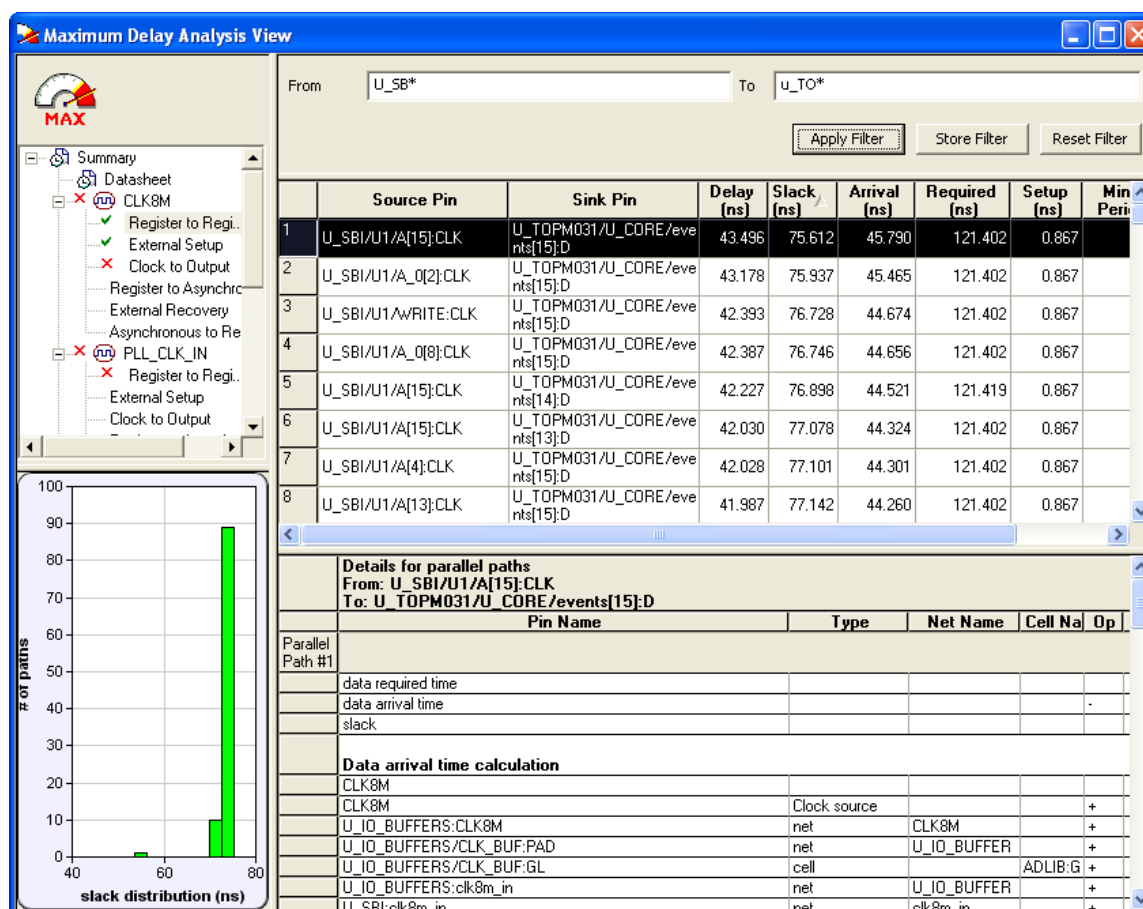 Maximum Delay Analysis View
MAX
From U_SB* To u_TO*
Apply Filter Store Filter Reset Filter
Summary
Datasheet
CLK8M
Register to Regi..
External Setup
Clock to Output
Register to Asynchro
External Recovery
Asynchronous to Re
PLL_CLK_IN
Register to Regi..
External Setup
Clock to Output
Source Pin Sink Pin Delay (ns) Slack (ns) Arrival (ns) Required (ns) Setup (ns) Min Peri
1 U_SBI/U1/A[15]:CLK U_TOPM031/U_CORE/events[15]:D 43.496 75.612 45.790 121.402 0.867
2 U_SBI/U1/A_0[2]:CLK U_TOPM031/U_CORE/events[15]:D 43.178 75.937 45.465 121.402 0.867
3 U_SBI/U1/WRITE:CLK U_TOPM031/U_CORE/events[15]:D 42.393 76.728 44.674 121.402 0.867
4 U_SBI/U1/A_0[8]:CLK U_TOPM031/U_CORE/events[15]:D 42.387 76.746 44.656 121.402 0.867
5 U_SBI/U1/A[15]:CLK U_TOPM031/U_CORE/events[14]:D 42.227 76.898 44.521 121.419 0.867
6 U_SBI/U1/A[15]:CLK U_TOPM031/U_CORE/events[13]:D 42.030 77.078 44.324 121.402 0.867
7 U_SBI/U1/A[4]:CLK U_TOPM031/U_CORE/events[15]:D 42.028 77.101 44.301 121.402 0.867
8 U_SBI/U1/A[13]:CLK U_TOPM031/U_CORE/events[15]:D 41.987 77.142 44.260 121.402 0.867
100
90
80
70
60
50
40
30
20
10
0
40 60 80
# of paths
slack distribution (ns)
Details for parallel paths
From: U_SBI/U1/A[15]:CLK
To: U_TOPM031/U_CORE/events[15]:D
Pin Name Type Net Name Cell Na Op
Parallel Path #1
data required time
data arrival time -
slack
Data arrival time calculation
CLK8M
CLK8M Clock source +
U_IO_BUFFERS:CLK8M net CLK8M +
U_IO_BUFFERS/CLK_BUF:PAD net U_IO_BUFFER +
U_IO_BUFFERS/CLK_BUF:GL cell ADLIB:G +
U_IO_BUFFERS:clk8m_in net U_IO_BUFFER +
U_SBI:clk8m_in net clk8m_in +